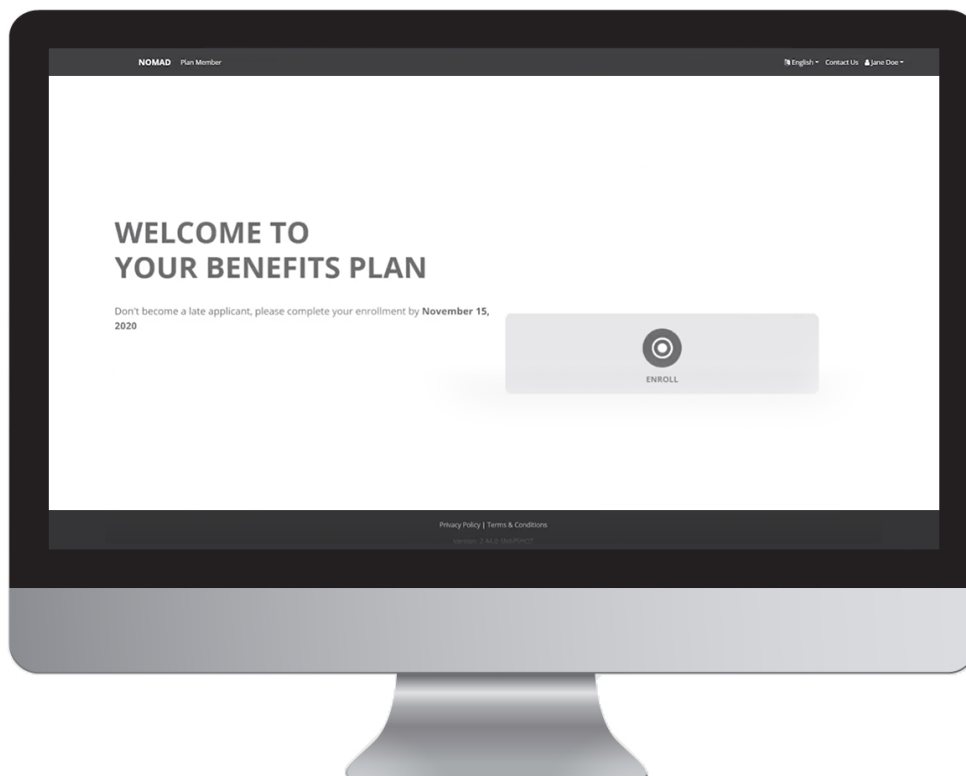 NOMAD Plan Member English Contact Us Jane Doe
WELCOME TO
YOUR BENEFITS PLAN
Don't become a late applicant, please complete your enrollment by November 15,
2020
ENROLL
Privacy Policy | Terms & Conditions